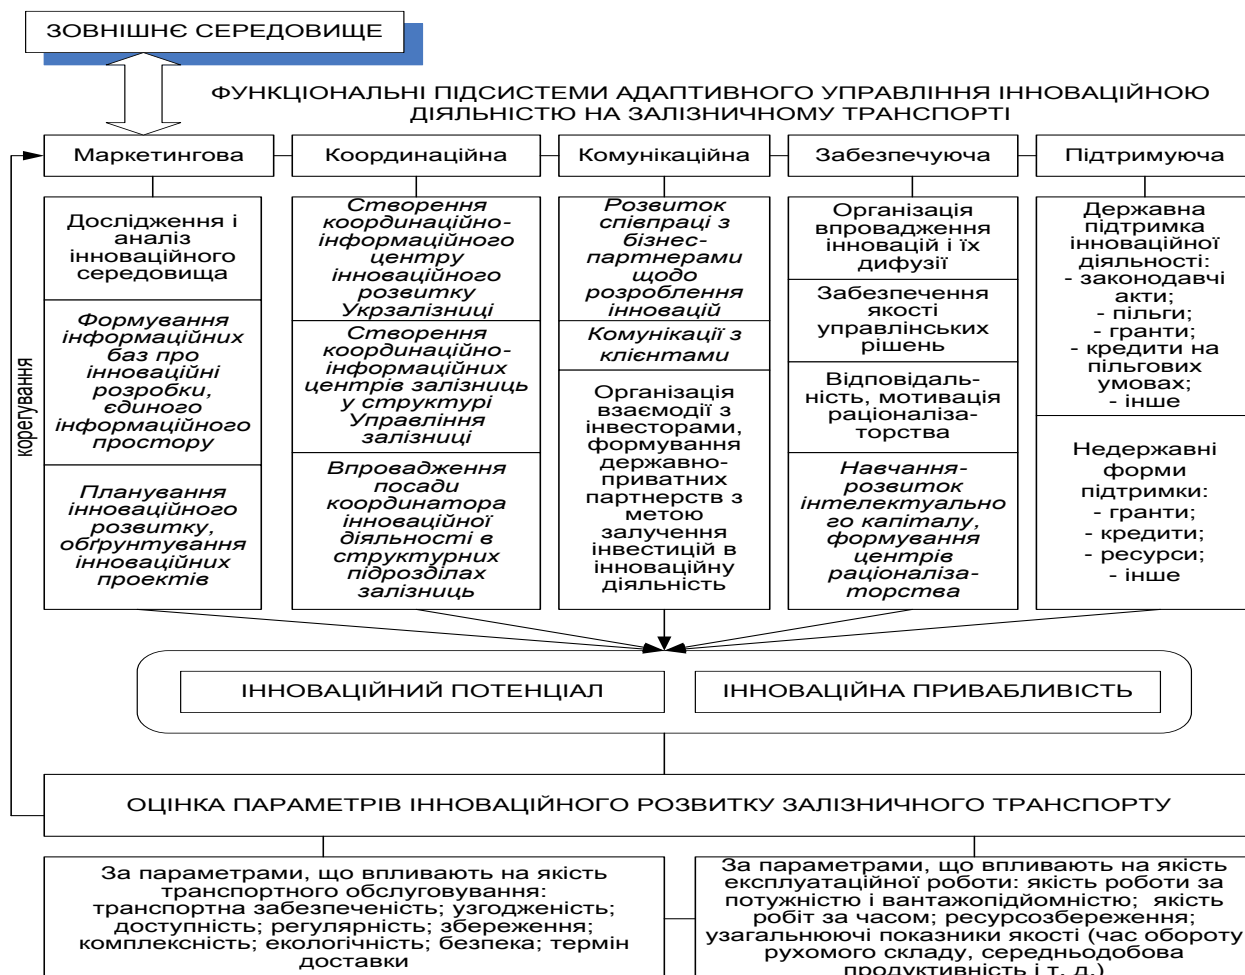 ЗОВНІШНЄ СЕРЕДОВИЩЕ
ФУНКЦІОНАЛЬНІ ПІДСИСТЕМИ АДАПТИВНОГО УПРАВЛІННЯ ІННОВАЦІЙНОЮ
ДІЯЛЬНІСТЮ НА ЗАЛІЗНИЧНОМУ ТРАНСПОРТІ
Маркетингова
Координаційна
Комунікаційна
Забезпечуюча
Підтримуюча
Дослідження і
аналіз
інноваційного
середовища
Формування
інформаційних
баз про
інноваційні
розробки,
єдиного
інформаційного
простору
Планування
інноваційного
розвитку,
обґрунтування
інноваційних
проектів
Створення
координаційно-
інформаційного
центру
інноваційного
розвитку
Укрзалізниці
Створення
координаційно-
інформаційних
центрів залізниць
у структурі
Управління
залізниці
Впровадження
посади
координатора
інноваційної
діяльності в
структурних
підрозділах
залізниць
Розвиток
співпраці з
бізнес-
партнерами
щодо
розроблення
інновацій
Комунікації з
клієнтами
Організація
взаємодії з
інвесторами,
формування
державно-
приватних
партнерств з
метою
залучення
інвестицій в
інноваційну
діяльність
Організація
впровадження
інновацій і їх
дифузії
Забезпечення
якості
управлінських
рішень
Відповідаль-
ність, мотивація
раціоналіза-
торства
Навчання-
розвиток
інтелектуально
го капіталу,
формування
центрів
раціоналіза-
торства
Державна
підтримка
інноваційної
діяльності:
- законодавчі
акти;
- пільги;
- гранти;
- кредити на
пільгових
умовах;
- інше
Недержавні
форми
підтримки:
- гранти;
- кредити;
- ресурси;
- інше
корегування
ІННОВАЦІЙНИЙ ПОТЕНЦІАЛ
ІННОВАЦІЙНА ПРИВАБЛИВІСТЬ
ОЦІНКА ПАРАМЕТРІВ ІННОВАЦІЙНОГО РОЗВИТКУ ЗАЛІЗНИЧНОГО ТРАНСПОРТУ
За параметрами, що впливають на якість
транспортного обслуговування:
транспортна забезпеченість; узгодженість;
доступність; регулярність; збереження;
комплексність; екологічність; безпека; термін
доставки
За параметрами, що впливають на якість
експлуатаційної роботи: якість роботи за
потужністю і вантажопідйомністю; якість
робіт за часом; ресурсозбереження;
узагальнюючі показники якості (час обороту
рухомого складу, середньодобова
продуктивність і т. д.)